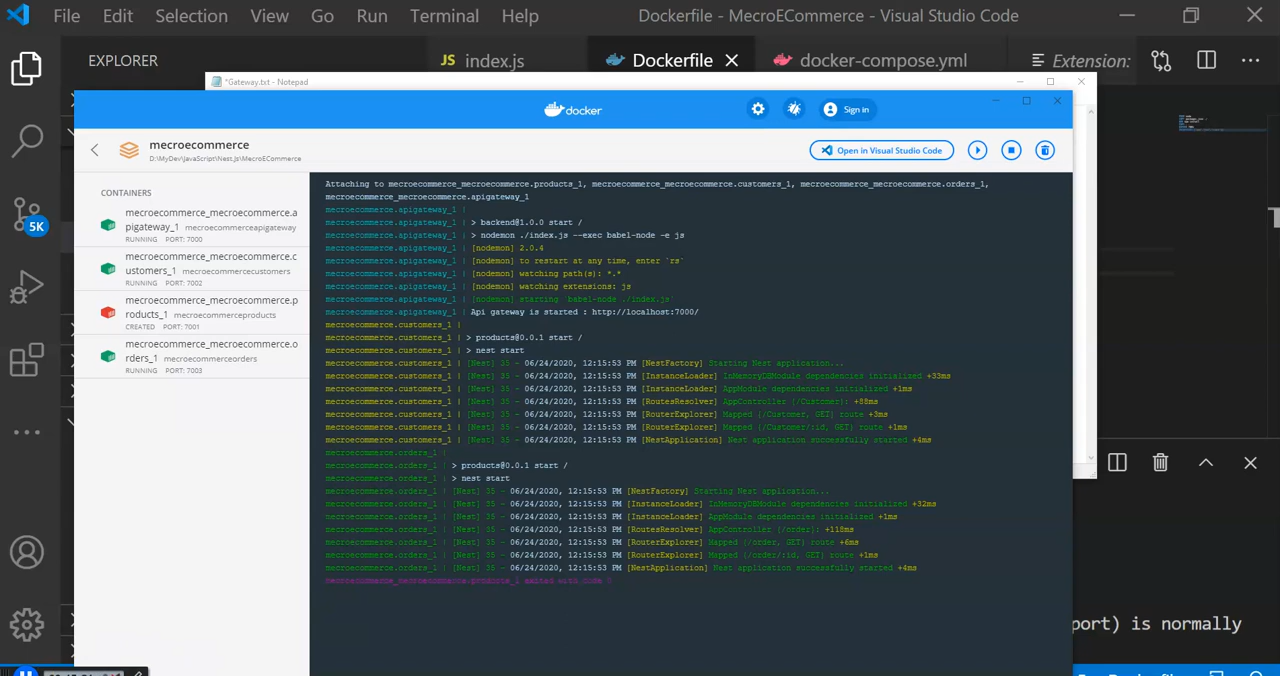 File Edit Selection View Go Run Terminal Help Dockerfile - MecroECommerce - Visual Studio Code
EXPLORER JS index.js Dockerfile docker-compose.yml Extension:
*Gateway.txt - Notepad
docker Sign in
mecroecommerce
D:\MyDev\JavaScript\Nest.Js\MecroECommerce
Open in Visual Studio Code
CONTAINERS
mecroecommerce_mecroecommerce.a
pigateway_1 mecroecommerceapigateway
RUNNING PORT: 7000
mecroecommerce_mecroecommerce.c
ustomers_1 mecroecommercecustomers
RUNNING PORT: 7002
mecroecommerce_mecroecommerce.p
roducts_1 mecroecommerceproducts
CREATED PORT: 7001
mecroecommerce_mecroecommerce.o
rders_1 mecroecommerceorders
RUNNING PORT: 7003
Attaching to mecroecommerce_mecroecommerce.products_1, mecroecommerce_mecroecommerce.customers_1, mecroecommerce_mecroecommerce.orders_1,
mecroecommerce_mecroecommerce.apigateway_1
mecroecommerce.apigateway_1 |
mecroecommerce.apigateway_1 | > backend@1.0.0 start /
mecroecommerce.apigateway_1 | > nodemon ./index.js --exec babel-node -e js
mecroecommerce.apigateway_1 | [nodemon] 2.0.4
mecroecommerce.apigateway_1 | [nodemon] to restart at any time, enter `rs`
mecroecommerce.apigateway_1 | [nodemon] watching path(s): *.*
mecroecommerce.apigateway_1 | [nodemon] watching extensions: js
mecroecommerce.apigateway_1 | [nodemon] starting `babel-node ./index.js`
mecroecommerce.apigateway_1 | Api gateway is started : http://localhost:7000/
mecroecommerce.customers_1 |
mecroecommerce.customers_1 | > products@0.0.1 start /
mecroecommerce.customers_1 | > nest start
mecroecommerce.customers_1 | [Nest] 35 - 06/24/2020, 12:15:53 PM [NestFactory] Starting Nest application...
mecroecommerce.customers_1 | [Nest] 35 - 06/24/2020, 12:15:53 PM [InstanceLoader] InMemoryDBModule dependencies initialized +33ms
mecroecommerce.customers_1 | [Nest] 35 - 06/24/2020, 12:15:53 PM [InstanceLoader] AppModule dependencies initialized +1ms
mecroecommerce.customers_1 | [Nest] 35 - 06/24/2020, 12:15:53 PM [RoutesResolver] AppController {/Customer}: +88ms
mecroecommerce.customers_1 | [Nest] 35 - 06/24/2020, 12:15:53 PM [RouterExplorer] Mapped {/Customer, GET} route +3ms
mecroecommerce.customers_1 | [Nest] 35 - 06/24/2020, 12:15:53 PM [RouterExplorer] Mapped {/Customer/:id, GET} route +1ms
mecroecommerce.customers_1 | [Nest] 35 - 06/24/2020, 12:15:53 PM [NestApplication] Nest application successfully started +4ms
mecroecommerce.orders_1 |
mecroecommerce.orders_1 | > products@0.0.1 start /
mecroecommerce.orders_1 | > nest start
mecroecommerce.orders_1 | [Nest] 35 - 06/24/2020, 12:15:53 PM [NestFactory] Starting Nest application...
mecroecommerce.orders_1 | [Nest] 35 - 06/24/2020, 12:15:53 PM [InstanceLoader] InMemoryDBModule dependencies initialized +32ms
mecroecommerce.orders_1 | [Nest] 35 - 06/24/2020, 12:15:53 PM [InstanceLoader] AppModule dependencies initialized +1ms
mecroecommerce.orders_1 | [Nest] 35 - 06/24/2020, 12:15:53 PM [RoutesResolver] AppController {/order}: +118ms
mecroecommerce.orders_1 | [Nest] 35 - 06/24/2020, 12:15:53 PM [RouterExplorer] Mapped {/order, GET} route +6ms
mecroecommerce.orders_1 | [Nest] 35 - 06/24/2020, 12:15:53 PM [RouterExplorer] Mapped {/order/:id, GET} route +1ms
mecroecommerce.orders_1 | [Nest] 35 - 06/24/2020, 12:15:53 PM [NestApplication] Nest application successfully started +4ms
mecroecommerce_mecroecommerce.products_1 exited with code 0
5K
port) is normally